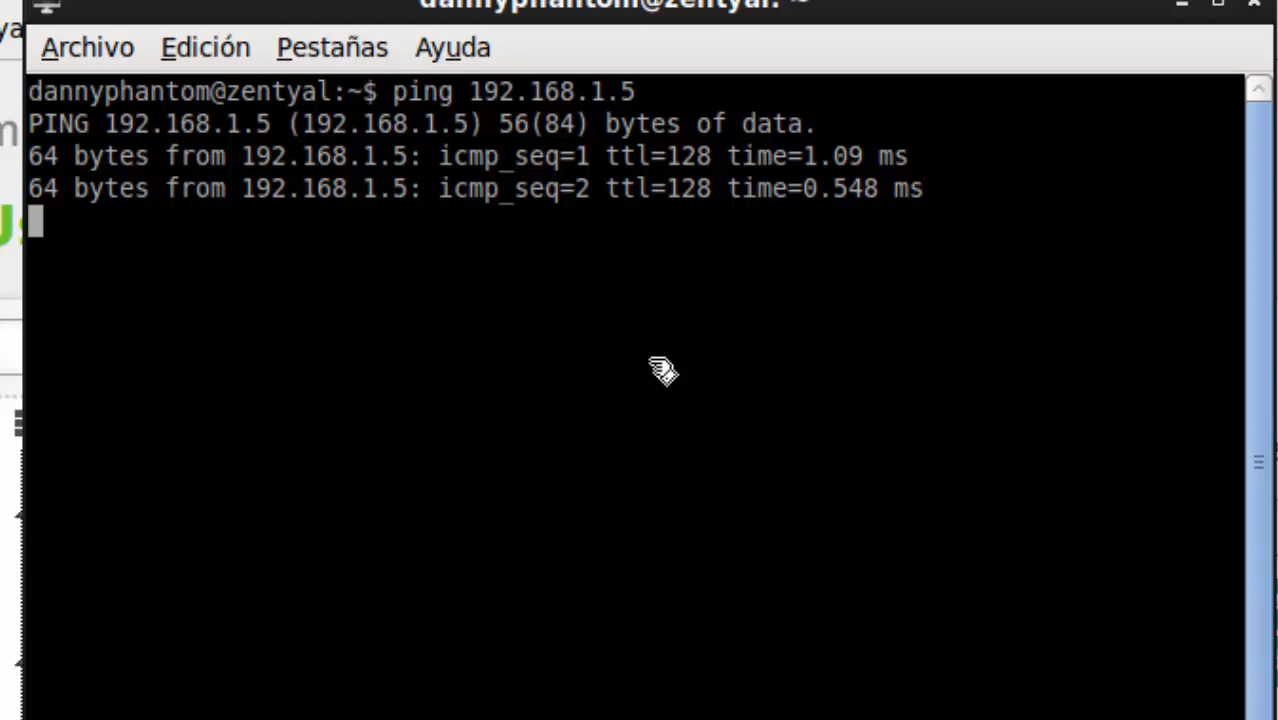 dannyphantom@zentyal: ~
Archivo Edición Pestañas Ayuda
dannyphantom@zentyal:~$ ping 192.168.1.5
PING 192.168.1.5 (192.168.1.5) 56(84) bytes of data.
64 bytes from 192.168.1.5: icmp_seq=1 ttl=128 time=1.09 ms
64 bytes from 192.168.1.5: icmp_seq=2 ttl=128 time=0.548 ms